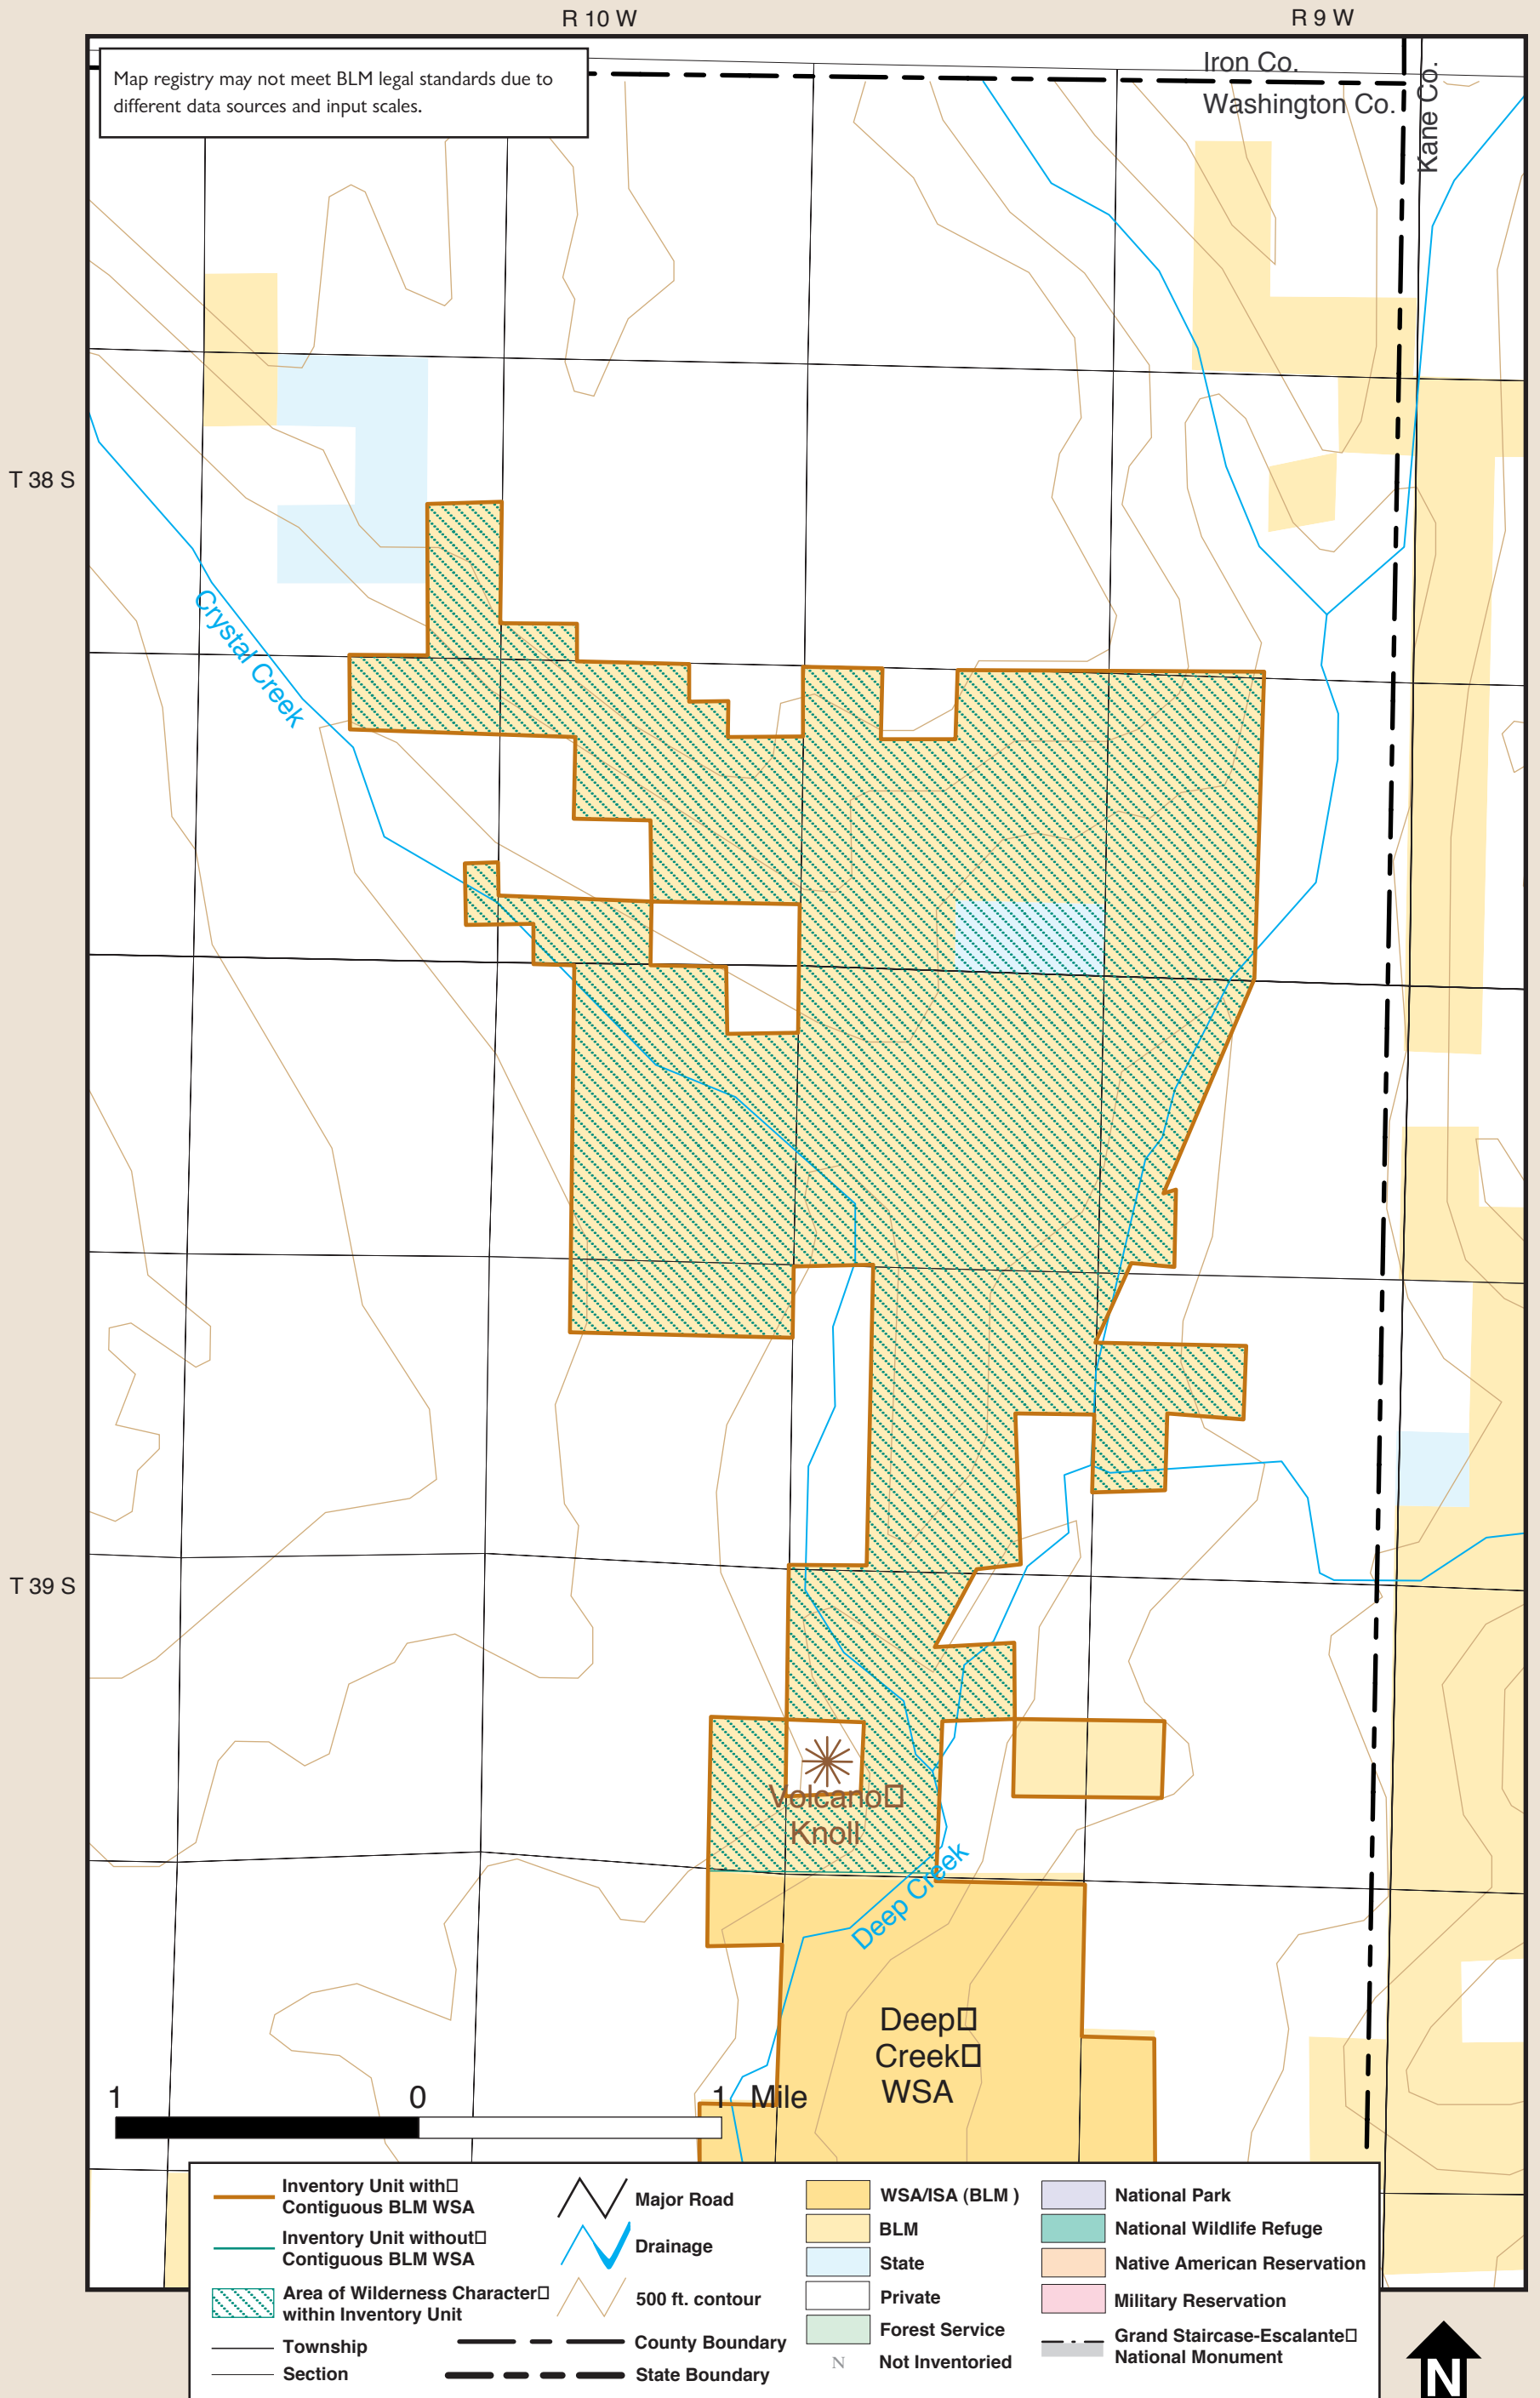 R 10 W
R 9 W
Map registry may not meet BLM legal standards due to
different data sources and input scales.
Iron Co.
Washington Co.
Kane Co.
T 38 S
Crystal Creek
T 39 S
Volcano
Knoll
Deep Creek
Deep
Creek
WSA
1
0
1 Mile
Inventory Unit with
Contiguous BLM WSA
Inventory Unit without
Contiguous BLM WSA
Area of Wilderness Character
within Inventory Unit
Township
Section
Major Road
Drainage
500 ft. contour
County Boundary
State Boundary
WSA/ISA (BLM )
BLM
State
Private
Forest Service
N Not Inventoried
National Park
National Wildlife Refuge
Native American Reservation
Military Reservation
Grand Staircase-Escalante
National Monument
N